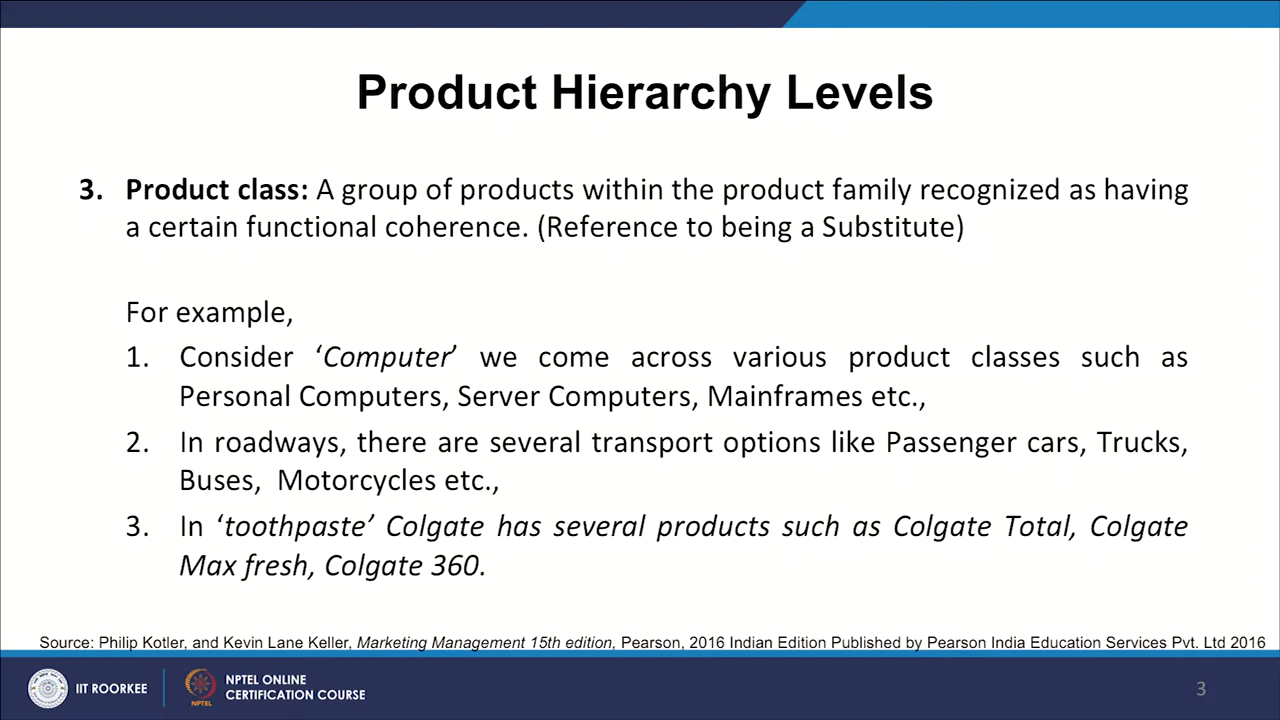 Product Hierarchy Levels
3. Product class: A group of products within the product family recognized as having
a certain functional coherence. (Reference to being a Substitute)
For example,
1. Consider ‘Computer’ we come across various product classes such as
Personal Computers, Server Computers, Mainframes etc.,
2. In roadways, there are several transport options like Passenger cars, Trucks,
Buses, Motorcycles etc.,
3. In ‘toothpaste’ Colgate has several products such as Colgate Total, Colgate
Max fresh, Colgate 360.
Source: Philip Kotler, and Kevin Lane Keller, Marketing Management 15th edition, Pearson, 2016 Indian Edition Published by Pearson India Education Services Pvt. Ltd 2016
IIT ROORKEE
NPTEL
NPTEL ONLINE
CERTIFICATION COURSE
3